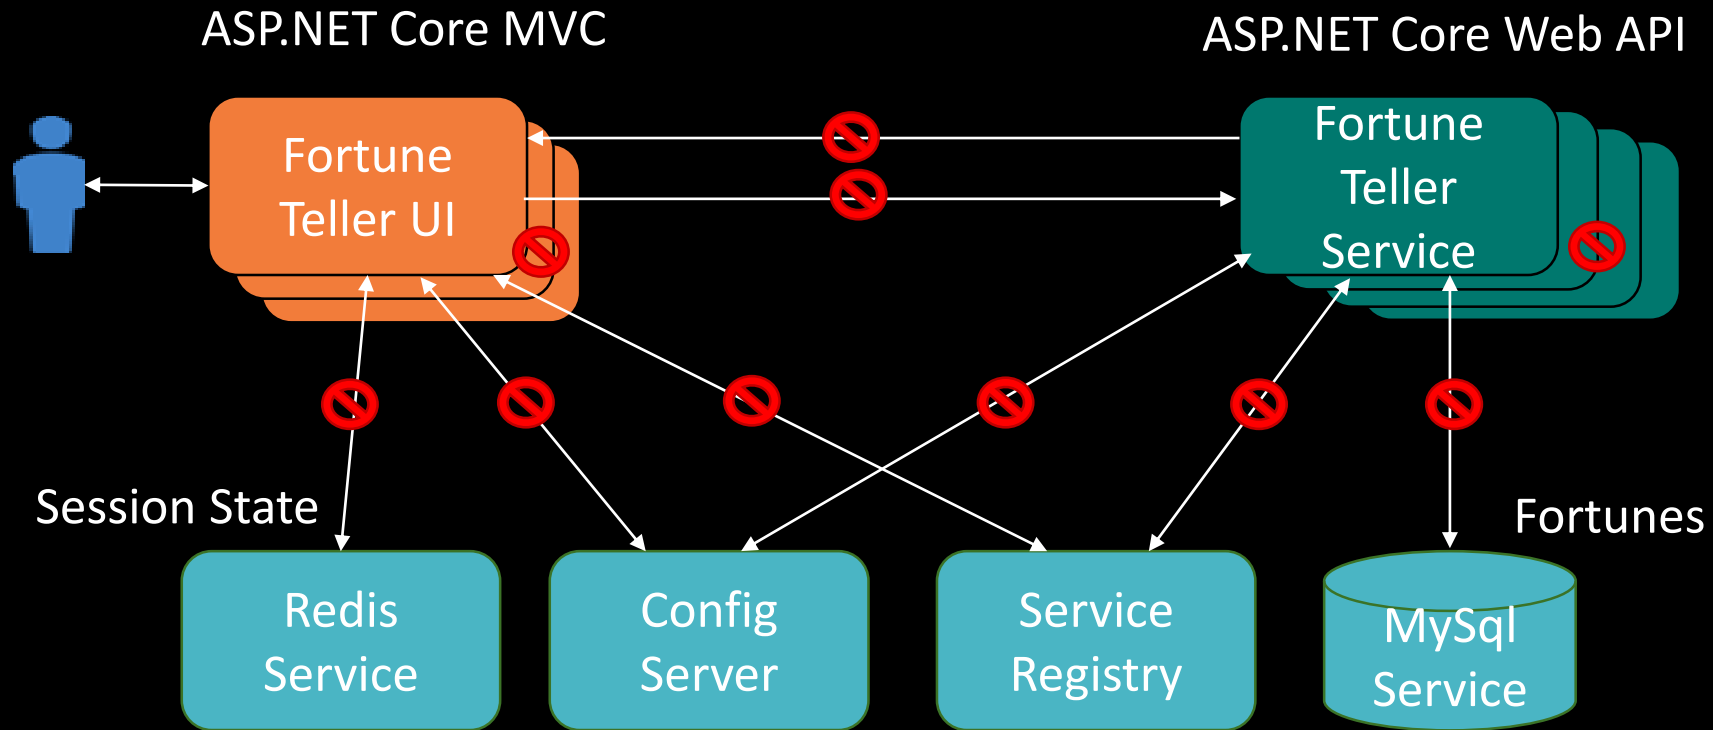 ASP.NET Core MVC
ASP.NET Core Web API
Fortune
Teller UI
Fortune
Teller
Service
Session State
Fortunes
Redis
Service
Config
Server
Service
Registry
MySql
Service